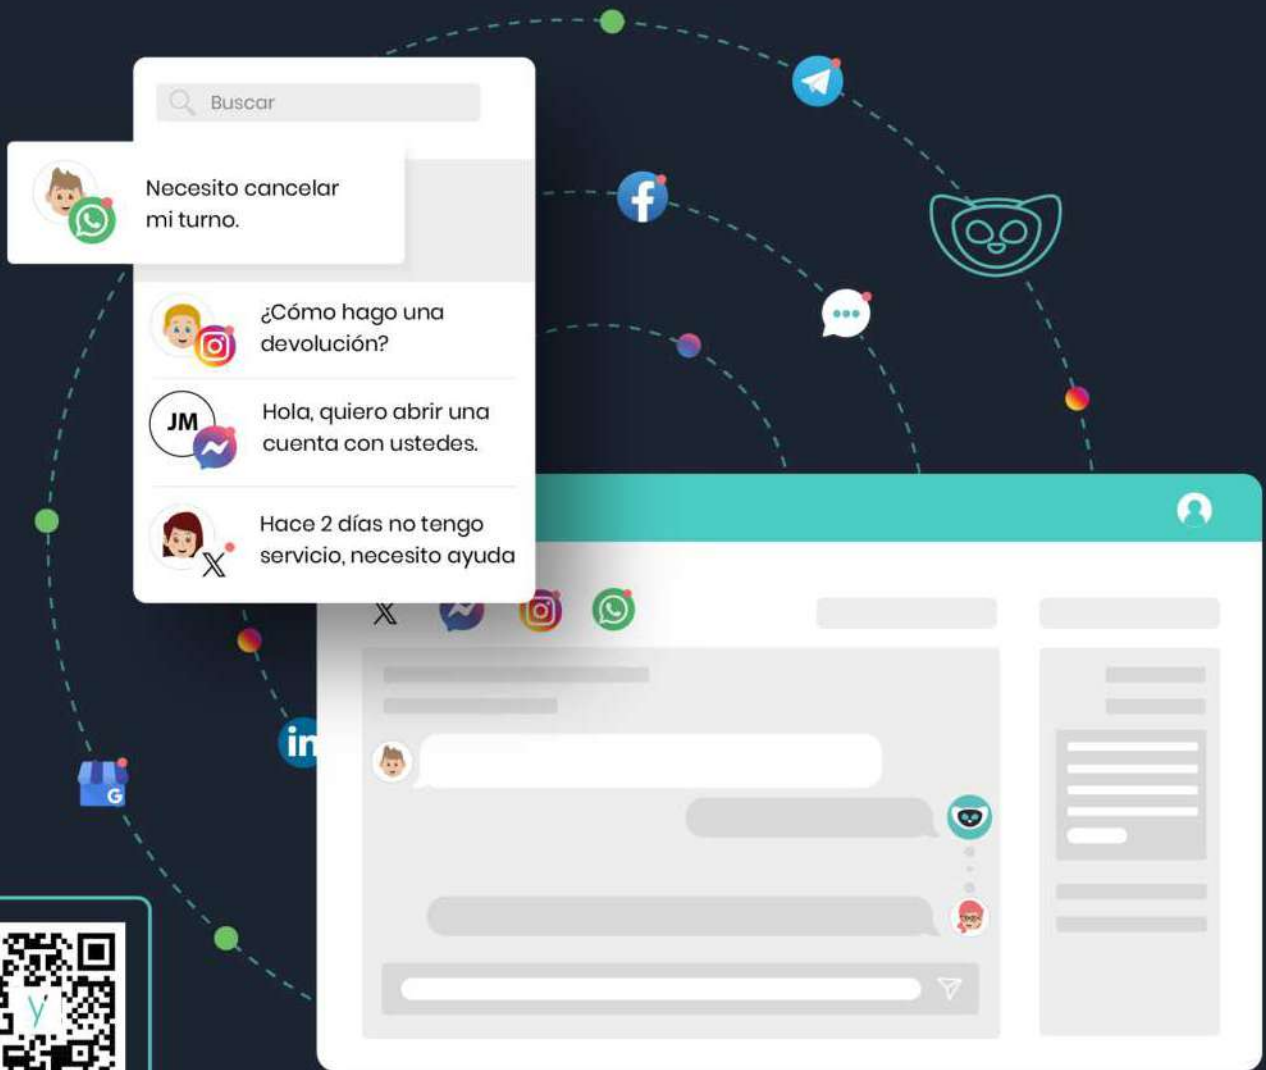 Buscar
Necesito cancelar
mi turno.
¿Cómo hago una
devolución?
JM
Hola, quiero abrir una
cuenta con ustedes.
Hace 2 días no tengo
servicio, necesito ayuda
in
G
y